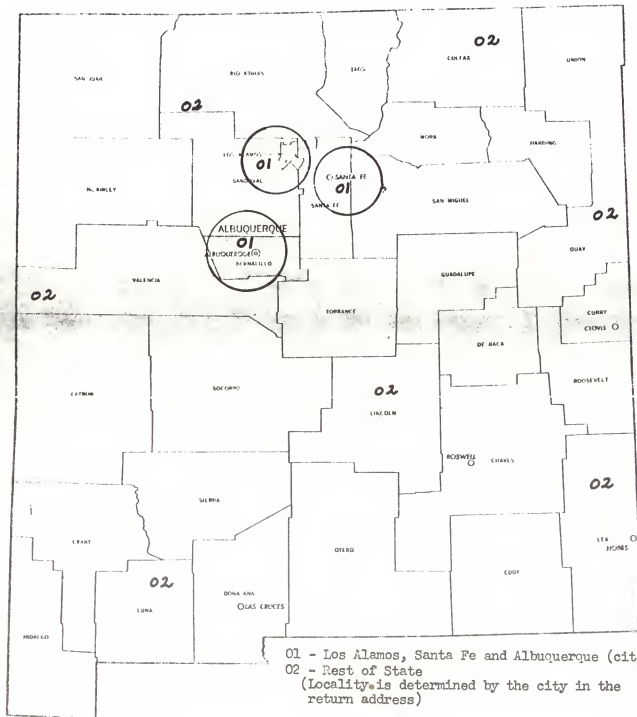 02
SAN JUAN
RIO ARRIBA
TAOS
COLFAX
UNION
02
MORA
HARDING
LOS ALAMOS
01
SANDOVAL
SANTA FE
01
SANTA FE
McKINLEY
SAN MIGUEL
ALBUQUERQUE
01
ALBUQUERQUE
BERNALILLO
02
QUAY
GUADALUPE
VALENCIA
02
TORRANCE
CURRY
CLOVIS
DE BACA
ROOSEVELT
CATRON
SOCORRO
02
LINCOLN
ROSWELL
CHAVES
02
SIERRA
GRANT
OTERO
LEA
HOBBS
EDDY
02
LUNA
DONA ANA
LAS CRUCES
HIDALGO
01 - Los Alamos, Santa Fe and Albuquerque (cit
02 - Rest of State
(Locality is determined by the city in the
return address)